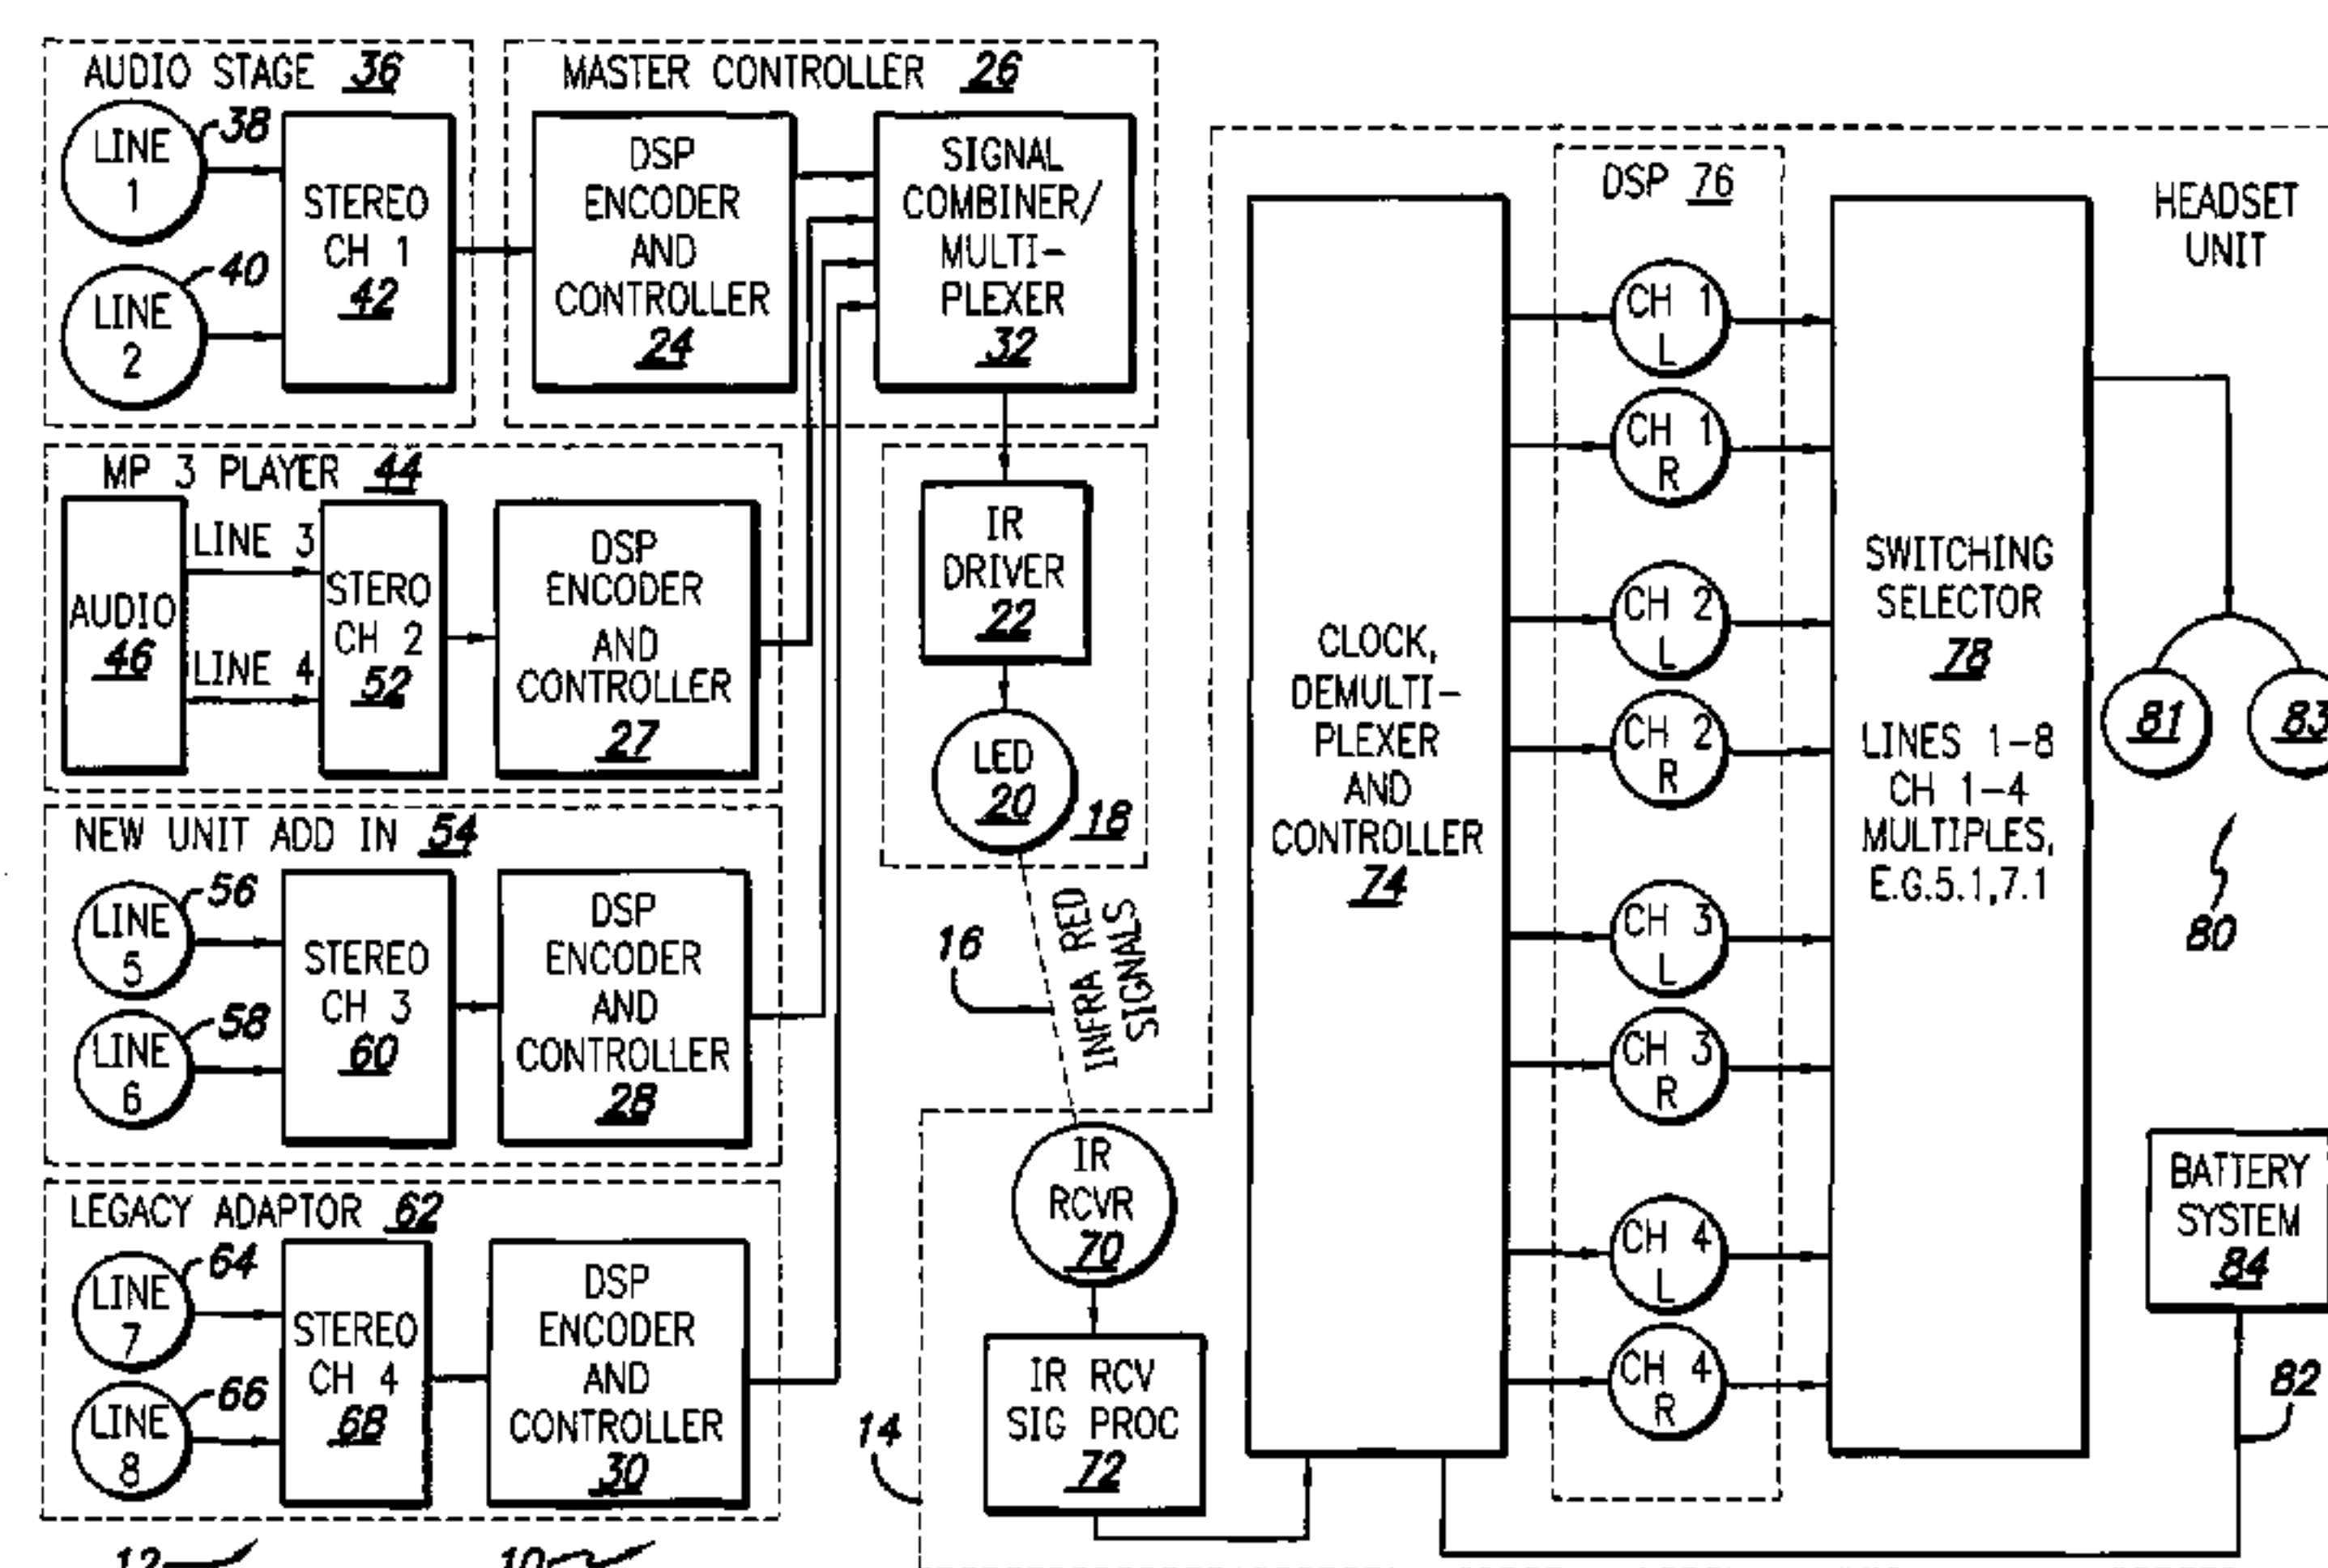 AUDIO STAGE 36
LINE
1
38
LINE
2
40
STEREO
CH 1
42
MASTER CONTROLLER 26
DSP
ENCODER
AND
CONTROLLER
24
SIGNAL
COMBINER/
MULTI-
PLEXER
32
MP 3 PLAYER 44
AUDIO
46
LINE 3
LINE 4
STERO
CH 2
52
DSP
ENCODER
AND
CONTROLLER
27
IR
DRIVER
22
LED
20
18
NEW UNIT ADD IN 54
LINE
5
56
LINE
6
58
STEREO
CH 3
60
DSP
ENCODER
AND
CONTROLLER
28
16
INFRA RED
SIGNALS
LEGACY ADAPTOR 62
LINE
7
64
LINE
8
66
STEREO
CH 4
68
DSP
ENCODER
AND
CONTROLLER
30
12
10
IR
RCVR
70
IR RCV
SIG PROC
72
14
CLOCK,
DEMULTI-
PLEXER
AND
CONTROLLER
74
DSP 76
CH 1
L
CH 1
R
CH 2
L
CH 2
R
CH 3
L
CH 3
R
CH 4
L
CH 4
R
SWITCHING
SELECTOR
78
LINES 1-8
CH 1-4
MULTIPLES,
E.G.5.1,7.1
HEADSET
UNIT
81
83
80
BATTERY
SYSTEM
84
82